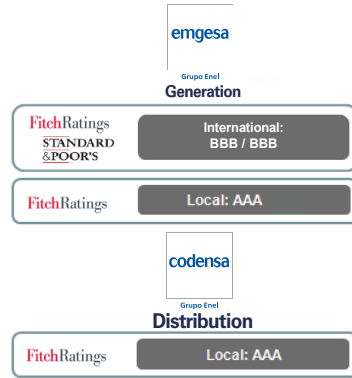 emgesa
Grupo Enel
Generation
FitchRatings
STANDARD
&POOR'S
International:
BBB / BBB
FitchRatings
Local: AAA
codensa
Grupo Enel
Distribution
FitchRatings
Local: AAA